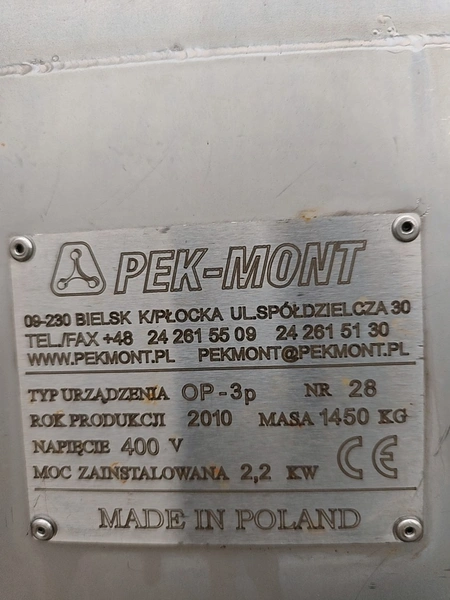 PEK-MONT
09-230 BIELSK K/PŁOCKA UL.SPÓŁDZIELCZA 30
TEL/FAX +48 24 261 55 09 24 261 51 30
WWW.PEKMONT.PL PEKMONT@PEKMONT.PL
TYP URZĄDZENIA OP-3p NR 28
ROK PRODUKCJI 2010 MASA 1450 KG
NAPIĘCIE 400 V
MOC ZAINSTALOWANA 2,2 KW CE
MADE IN POLAND